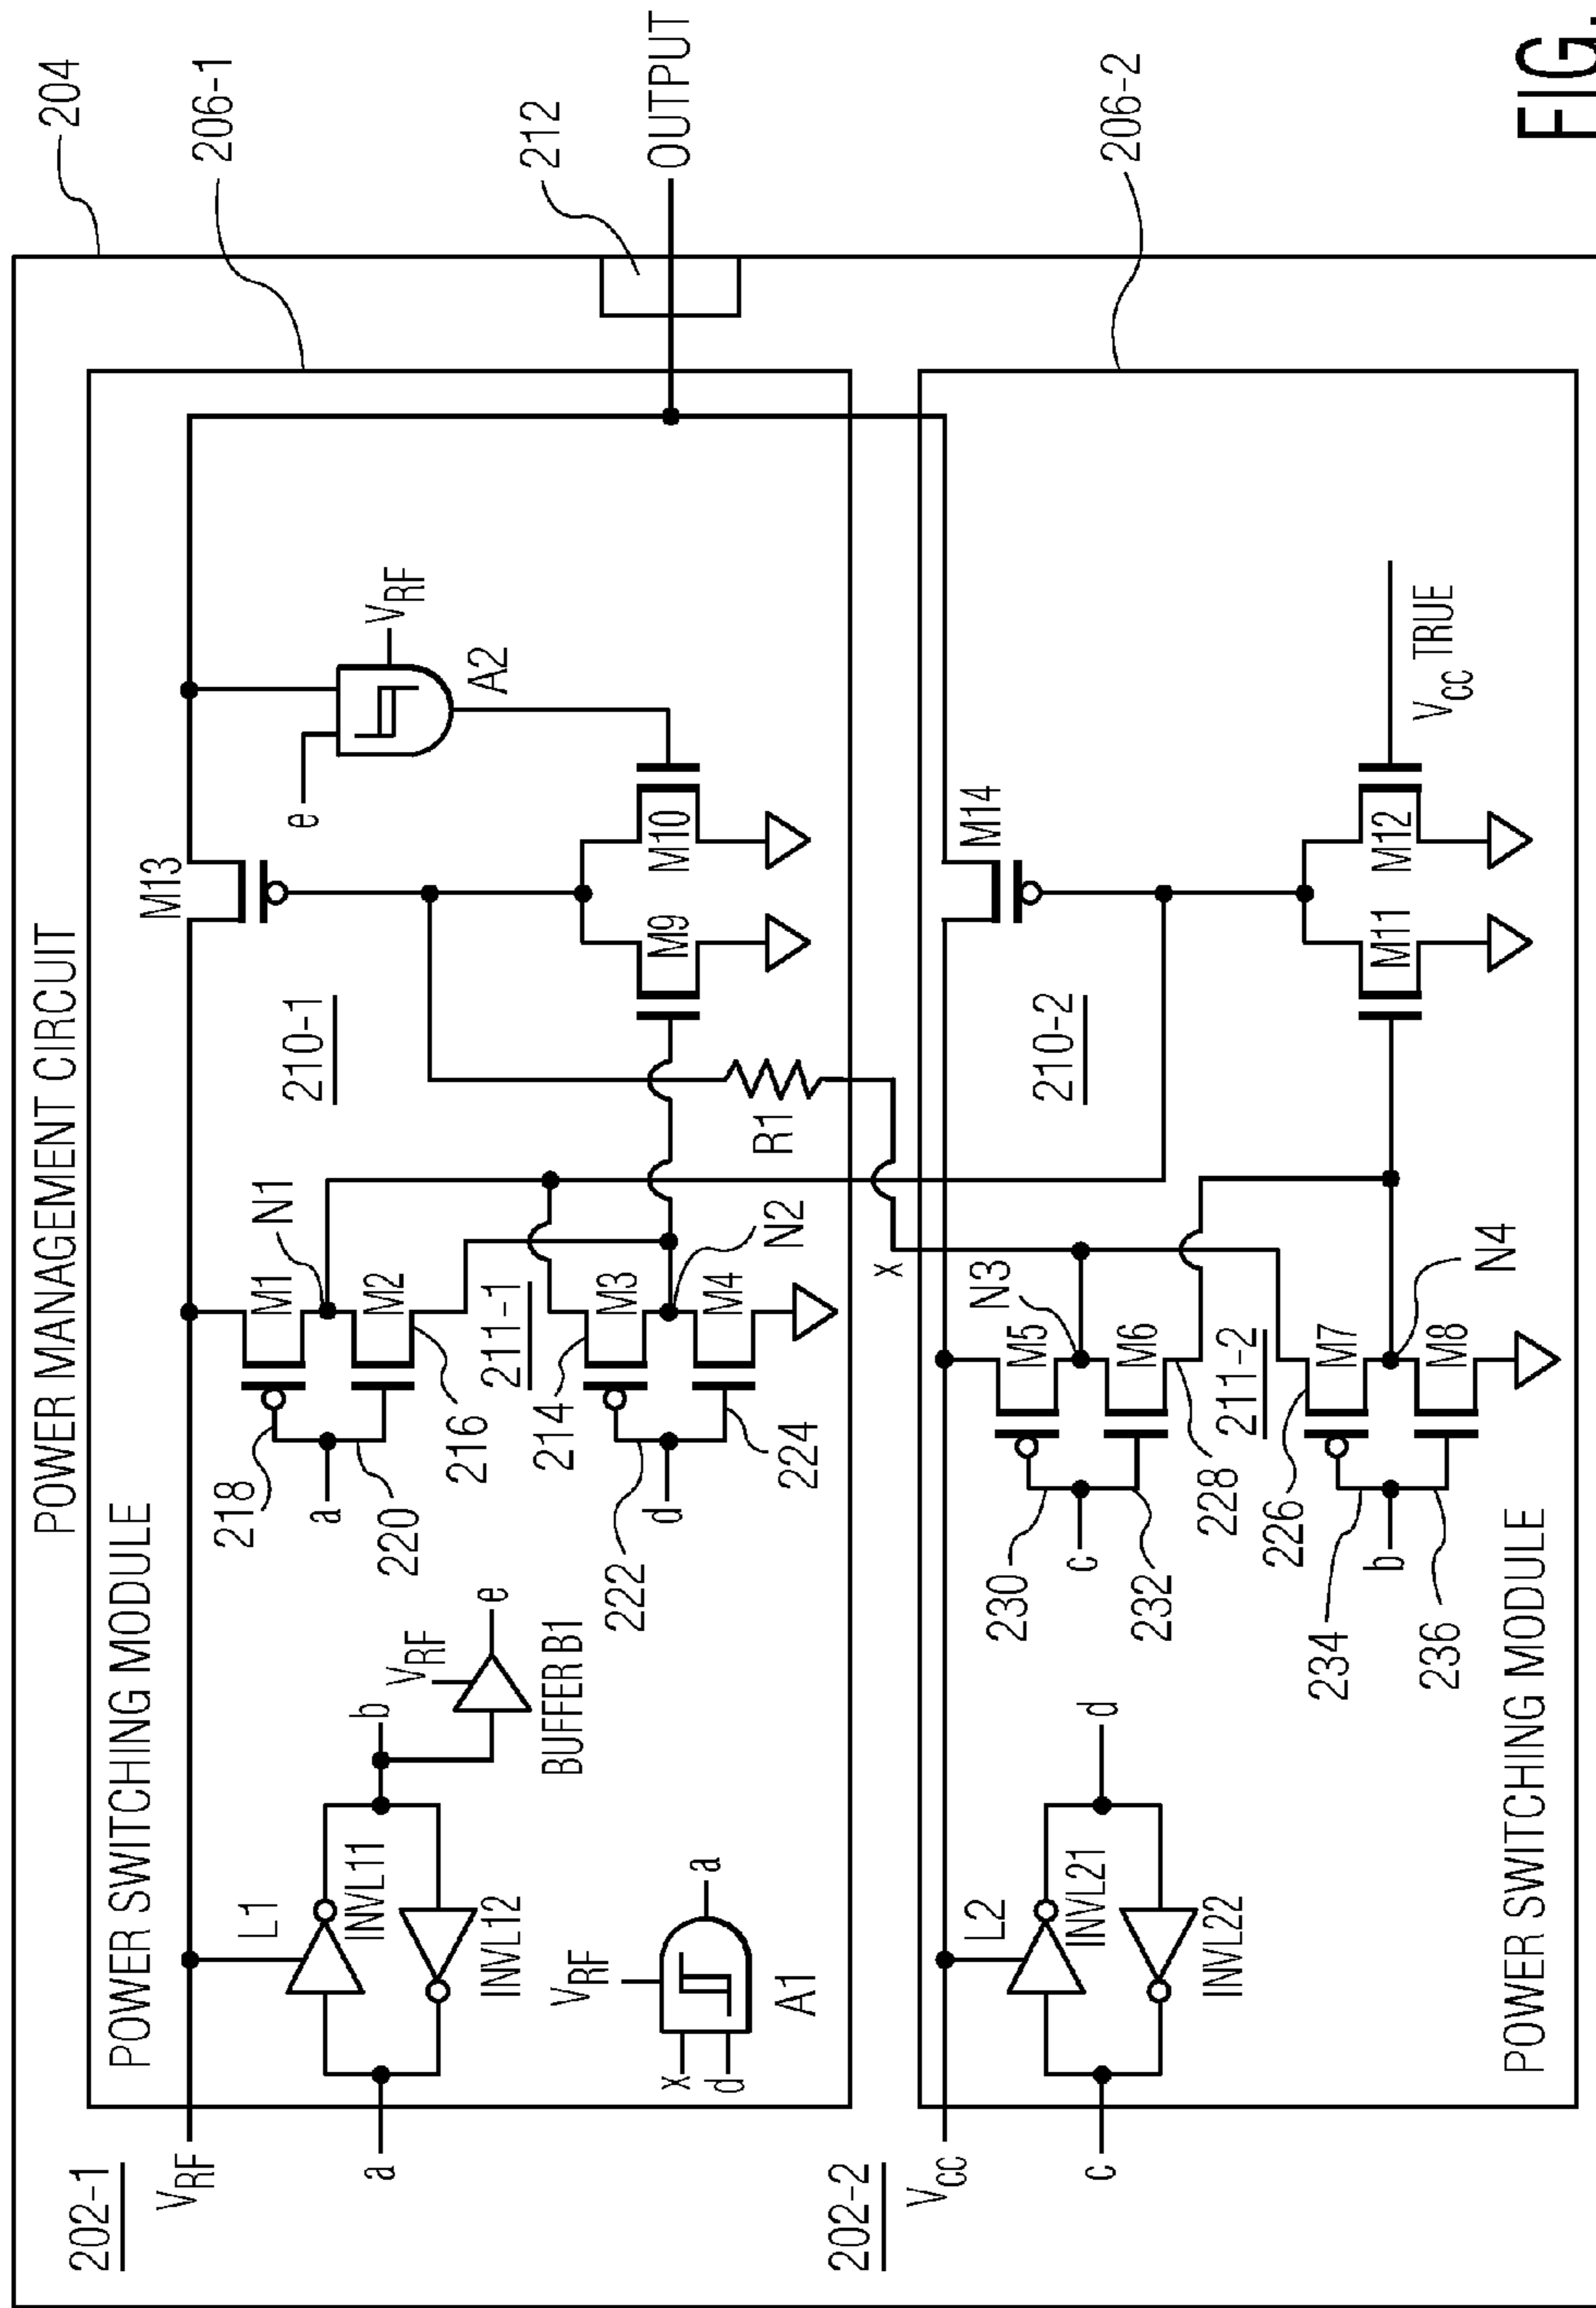 POWER MANAGEMENT CIRCUIT
204
202-1
POWER SWITCHING MODULE
206-1
VRF
a
L1
INVL11
INVL12
b
VRF
BUFFER B1
e
VRF
x
d
A1
a
218
a
220
216
M1
N1
M2
211-1
214
222
d
224
M3
N2
M4
210-1
R1
M13
M9
M10
e
A2
VRF
212
OUTPUT
x
202-2
VCC
c
L2
INVL21
INVL22
d
230
c
232
228
M5
N3
M6
211-2
226
234
b
236
M7
N4
M8
210-2
M14
M11
M12
VCC TRUE
206-2
POWER SWITCHING MODULE
FIG.